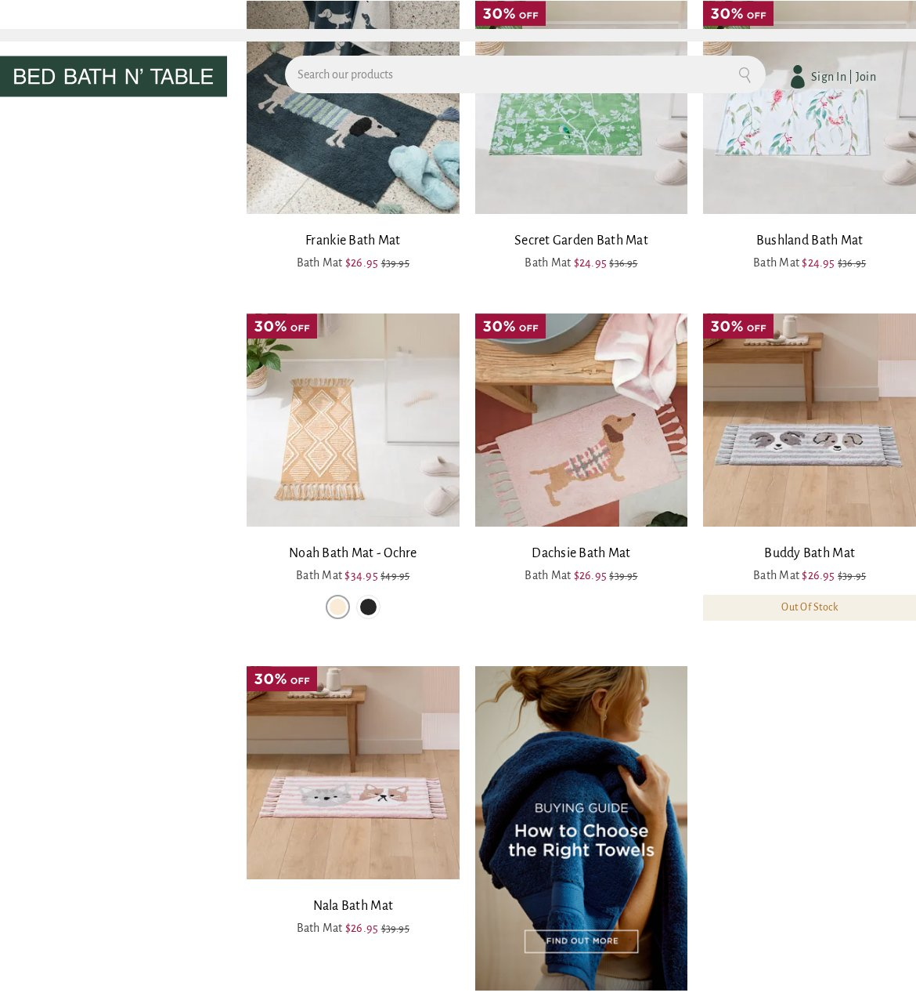 30% OFF
30% OFF
BED BATH N' TABLE
Search our products
Sign In | Join
Frankie Bath Mat
Bath Mat $26.95 $39.95
Secret Garden Bath Mat
Bath Mat $24.95 $36.95
Bushland Bath Mat
Bath Mat $24.95 $36.95
30% OFF
30% OFF
30% OFF
Noah Bath Mat - Ochre
Bath Mat $34.95 $49.95
Dachsie Bath Mat
Bath Mat $26.95 $39.95
Buddy Bath Mat
Bath Mat $26.95 $39.95
Out Of Stock
30% OFF
Nala Bath Mat
Bath Mat $26.95 $39.95
BUYING GUIDE
How to Choose
the Right Towels
FIND OUT MORE